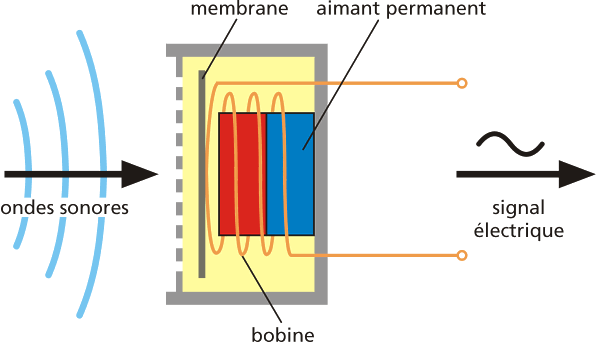 membrane
aimant permanent
ondes sonores
signal
électrique
bobine